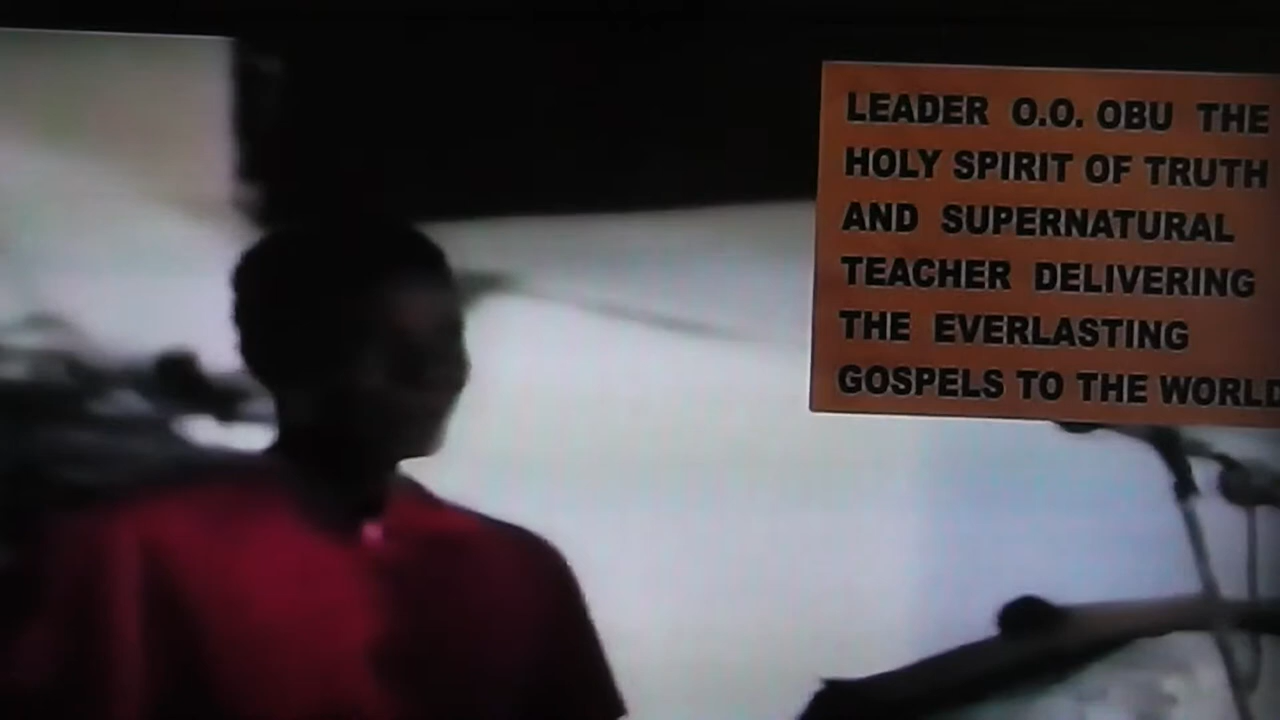 LEADER O.O. OBU THE
HOLY SPIRIT OF TRUTH
AND SUPERNATURAL
TEACHER DELIVERING
THE EVERLASTING
GOSPELS TO THE WORLD